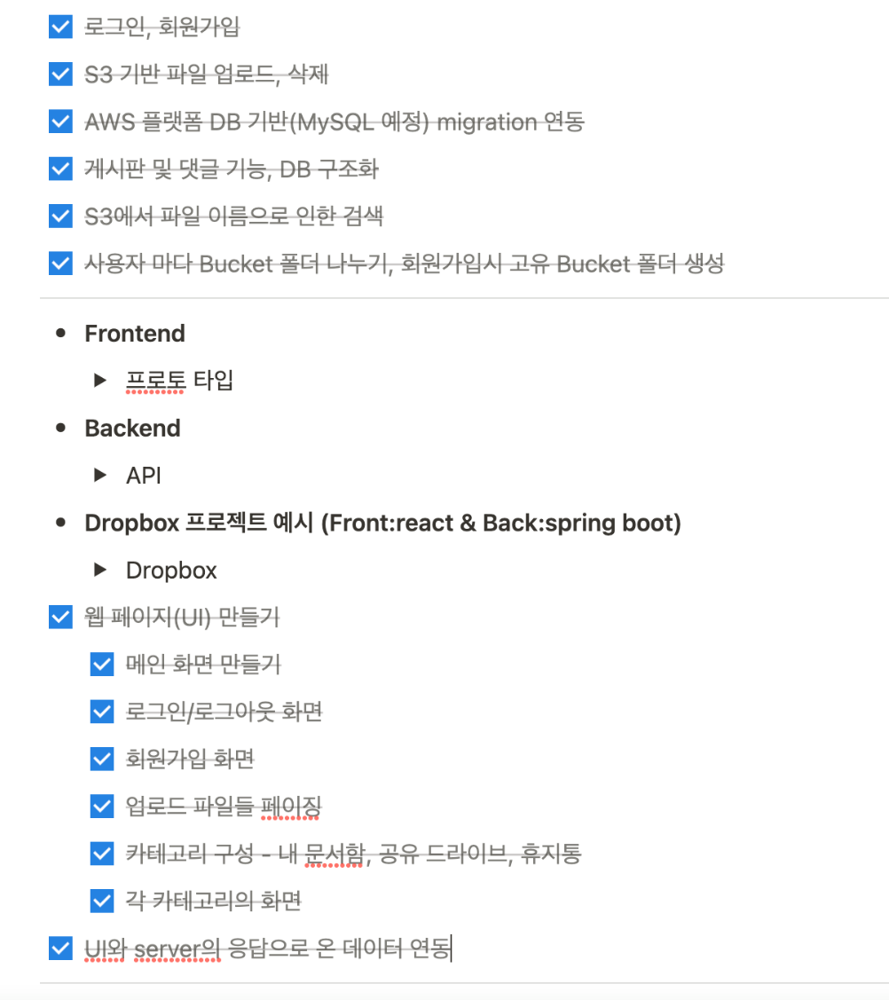 로그인, 회원가입
S3 기반 파일 업로드, 삭제
AWS 플랫폼 DB 기반(MySQL 예정) migration 연동
게시판 및 댓글 기능, DB 구조화
S3에서 파일 이름으로 인한 검색
사용자 마다 Bucket 폴더 나누기, 회원가입시 고유 Bucket 폴더 생성
Frontend
프로토 타입
Backend
API
Dropbox 프로젝트 예시 (Front:react & Back:spring boot)
Dropbox
웹 페이지(UI) 만들기
메인 화면 만들기
로그인/로그아웃 화면
회원가입 화면
업로드 파일들 페이징
카테고리 구성 - 내 문서함, 공유 드라이브, 휴지통
각 카테고리의 화면
UI와 server의 응답으로 온 데이터 연동